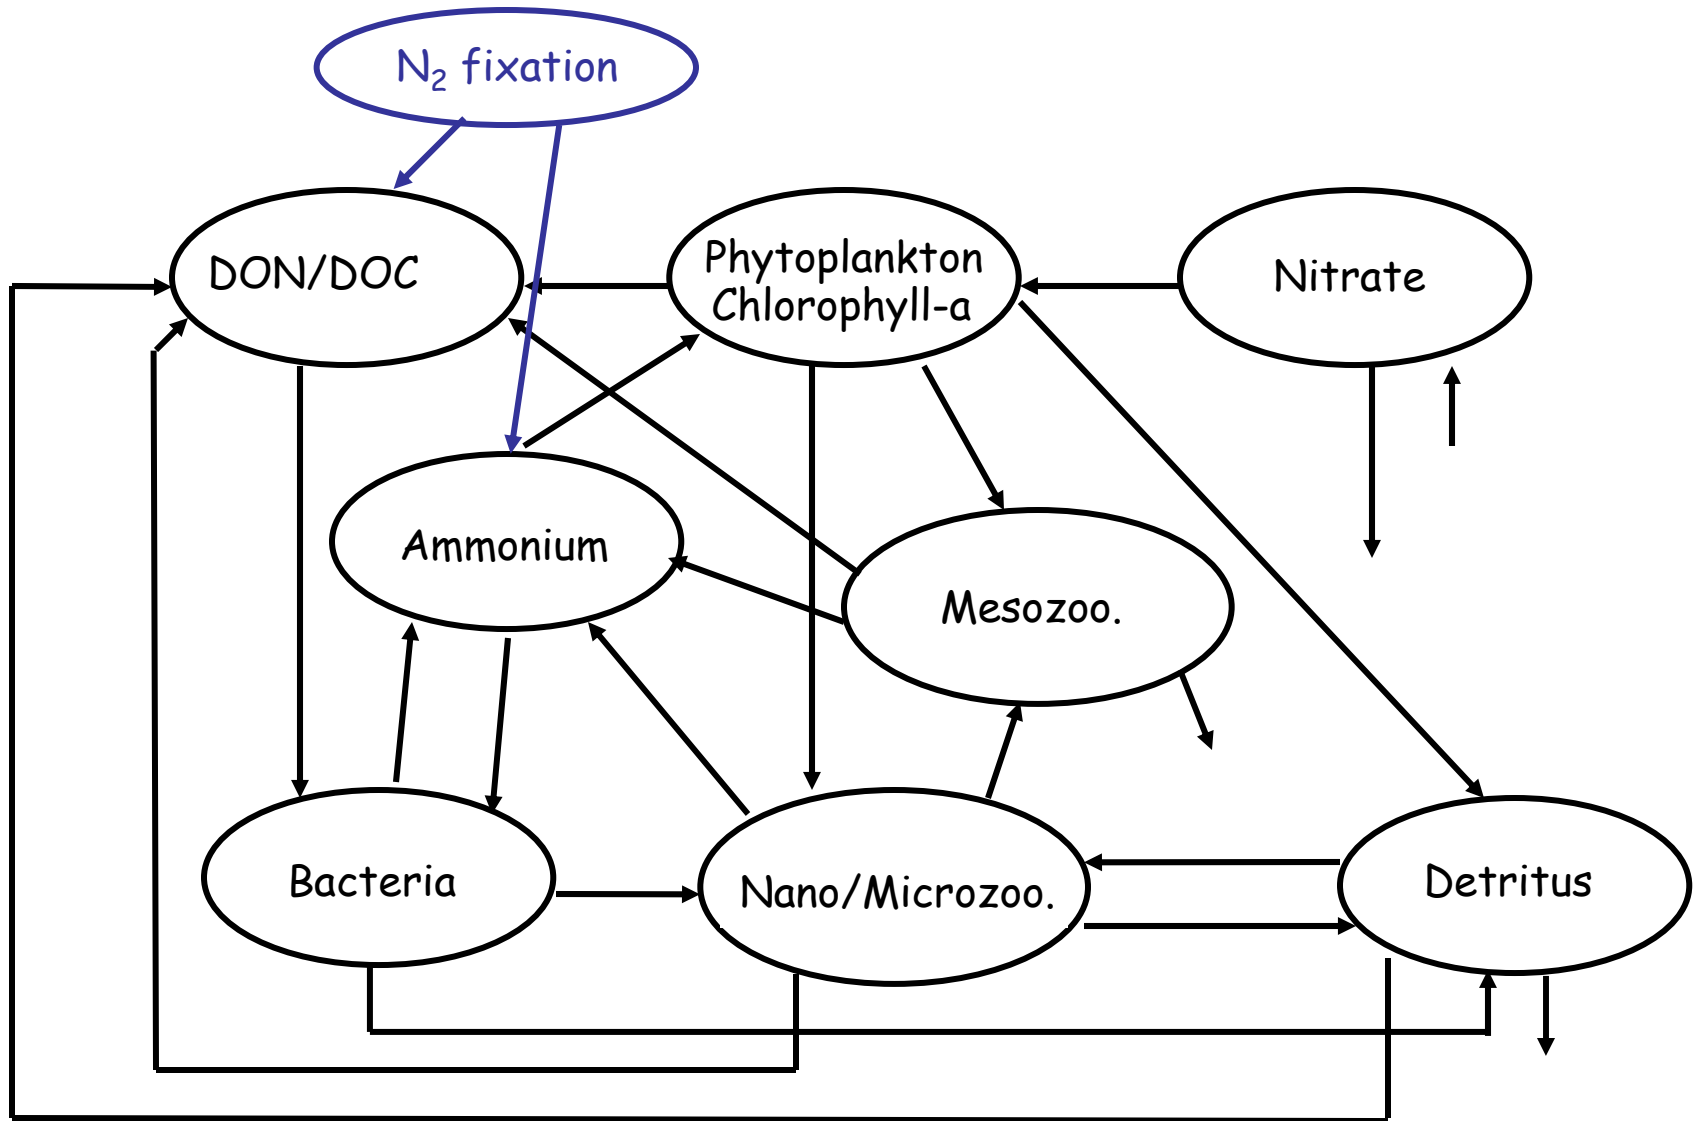 N₂ fixation
DON/DOC
Phytoplankton
Chlorophyll-a
Nitrate
Ammonium
Mesozoo.
Bacteria
Nano/Microzoo.
Detritus